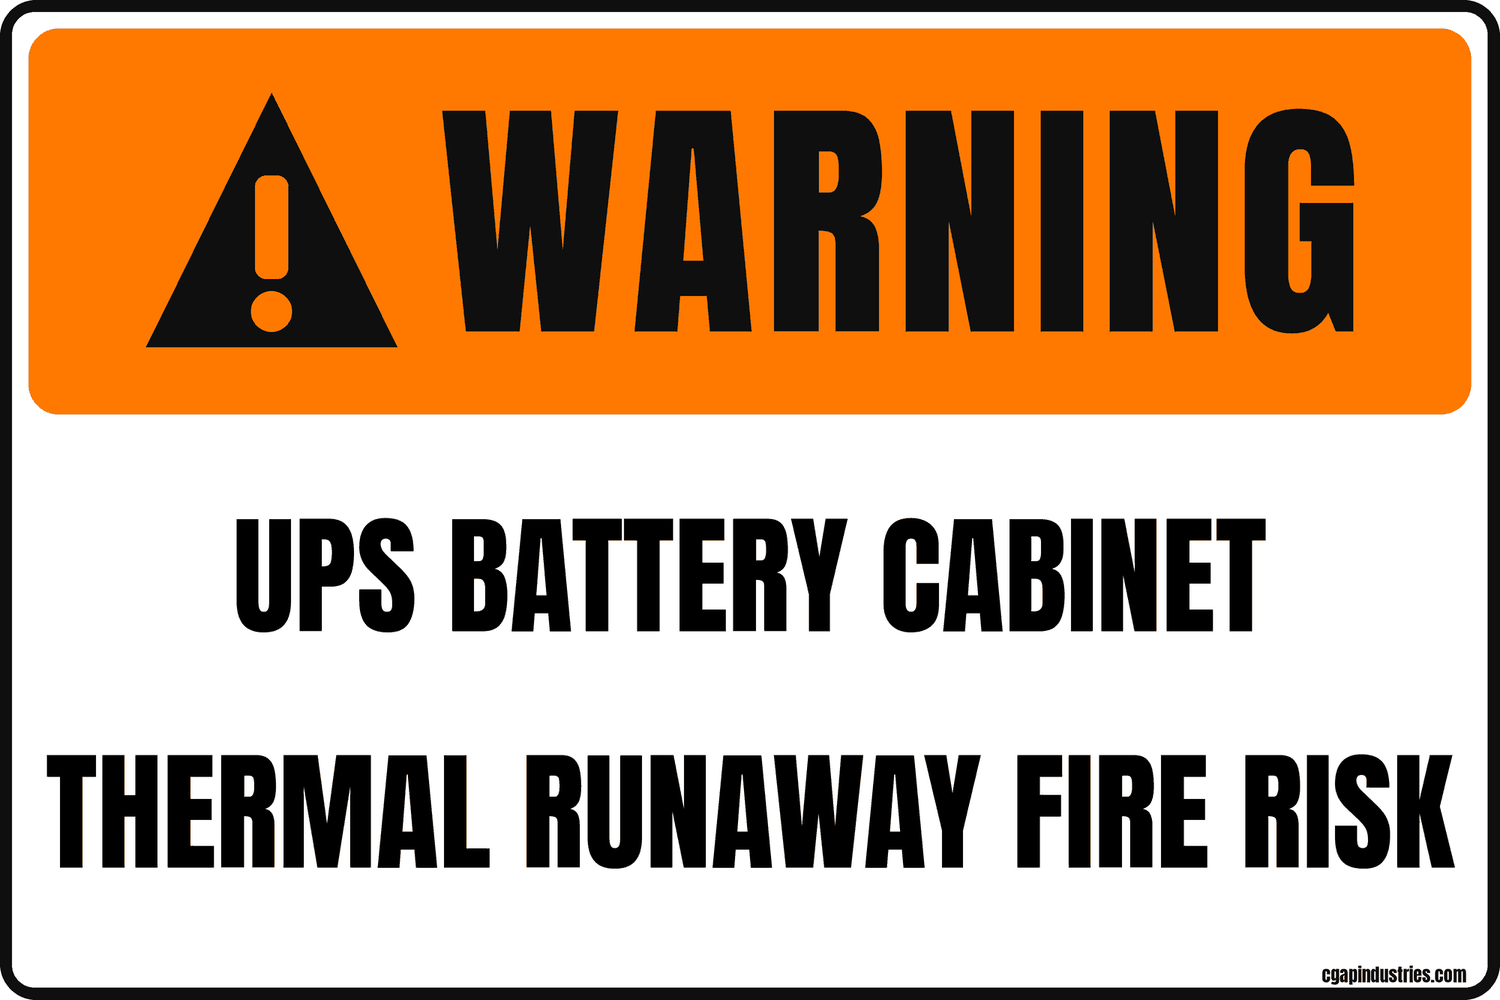 WARNING
UPS BATTERY CABINET
THERMAL RUNAWAY FIRE RISK
cgapindustries.com